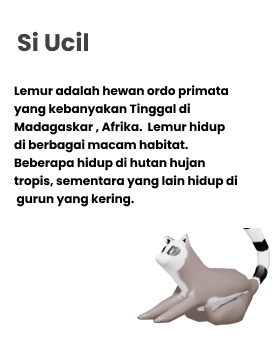 Si Ucil
Lemur adalah hewan ordo primata
yang kebanyakan Tinggal di
Madagaskar , Afrika.  Lemur hidup
di berbagai macam habitat.
Beberapa hidup di hutan hujan
tropis, sementara yang lain hidup di
gurun yang kering.